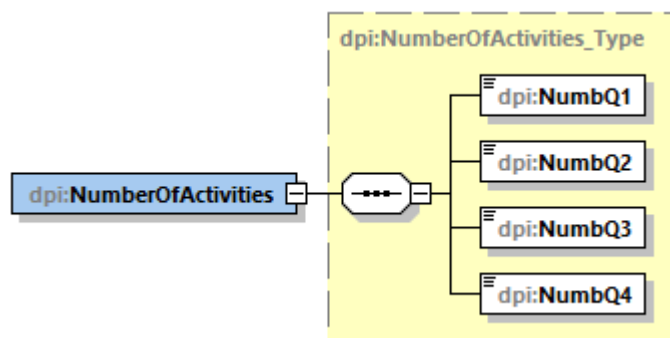 dpi:NumberOfActivities_Type
dpi:NumbQ1
dpi:NumbQ2
dpi:NumberOfActivities
dpi:NumbQ3
dpi:NumbQ4